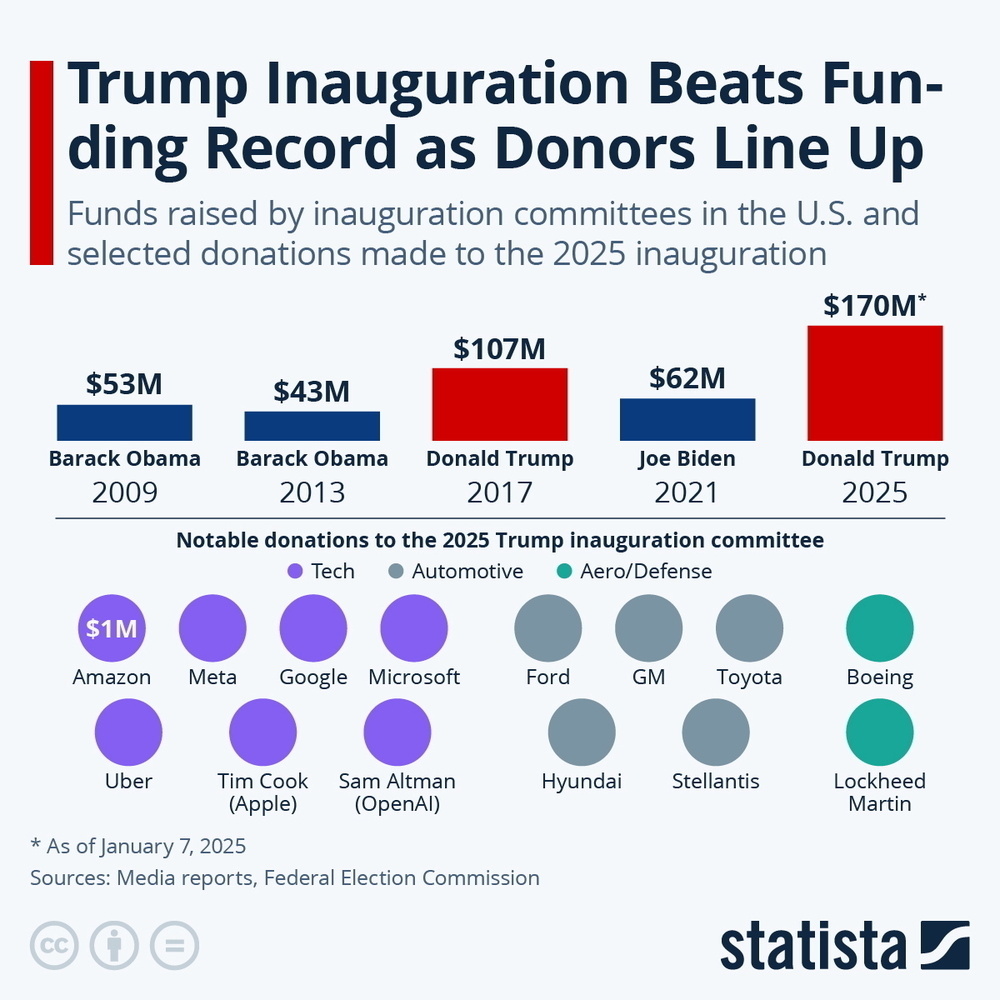 Trump Inauguration Beats Fun-
ding Record as Donors Line Up
Funds raised by inauguration committees in the U.S. and
selected donations made to the 2025 inauguration
$53M $43M $107M $62M $170M*
Barack Obama Barack Obama Donald Trump Joe Biden Donald Trump
2009 2013 2017 2021 2025
Notable donations to the 2025 Trump inauguration committee
Tech Automotive Aero/Defense
$1M
Amazon Meta Google Microsoft Ford GM Toyota Boeing
Uber Tim Cook Sam Altman Hyundai Stellantis Lockheed
(Apple) (OpenAI) Martin
* As of January 7, 2025
Sources: Media reports, Federal Election Commission
cc =
statista